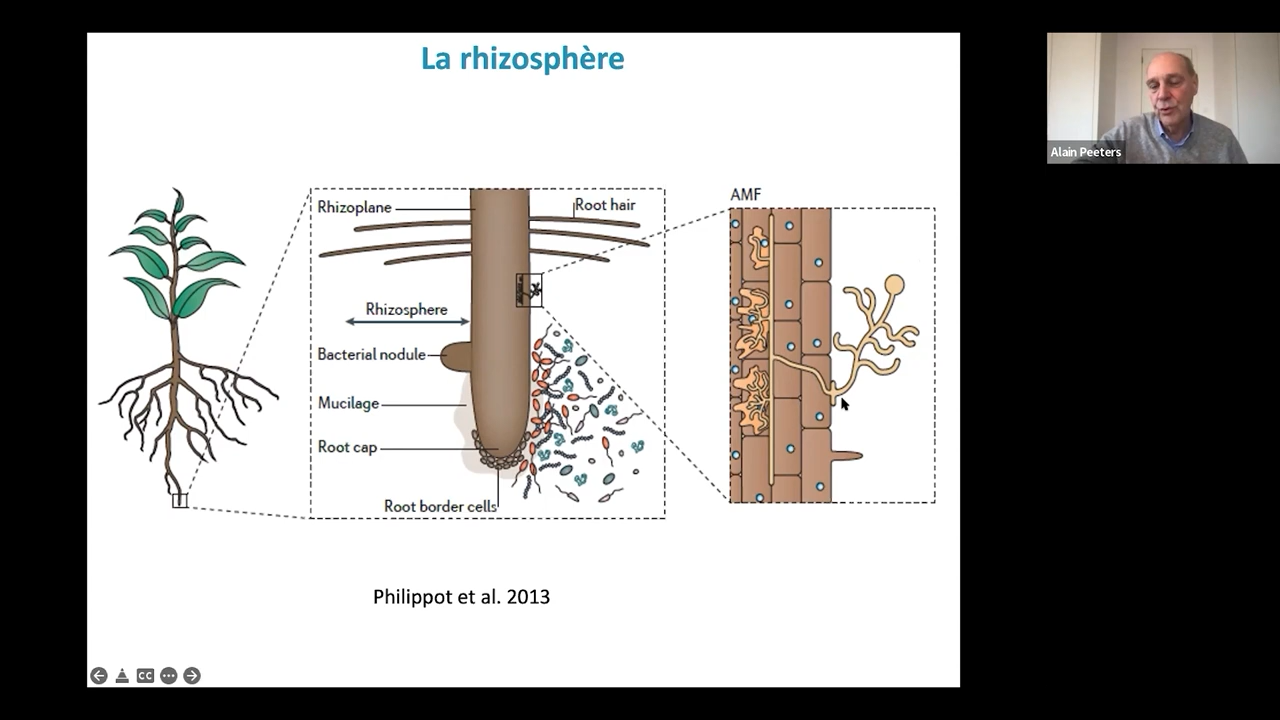 La rhizosphère
Alain Peeters
Rhizoplane
Root hair
Rhizosphere
Bacterial nodule
Mucilage
Root cap
Root border cells
AMF
Philippot et al. 2013
CC